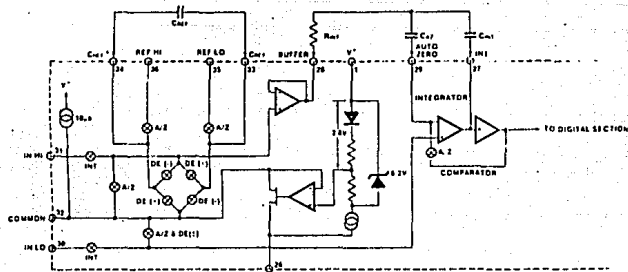 CREF
RINT
CAZ
CINT
CREF+
REF HI
REF LO
CREF-
BUFFER
V+
AUTO
ZERO
INT
34
36
35
33
28
1
29
27
INTEGRATOR
V+
10µA
A/Z
A/Z
2.8V
6.2V
TO DIGITAL SECTION
IN HI
31
INT
DE (-)
DE (+)
A/Z
A/Z
COMPARATOR
DE (+)
DE (-)
COMMON
32
A/Z & DE(±)
IN LO
30
INT
26